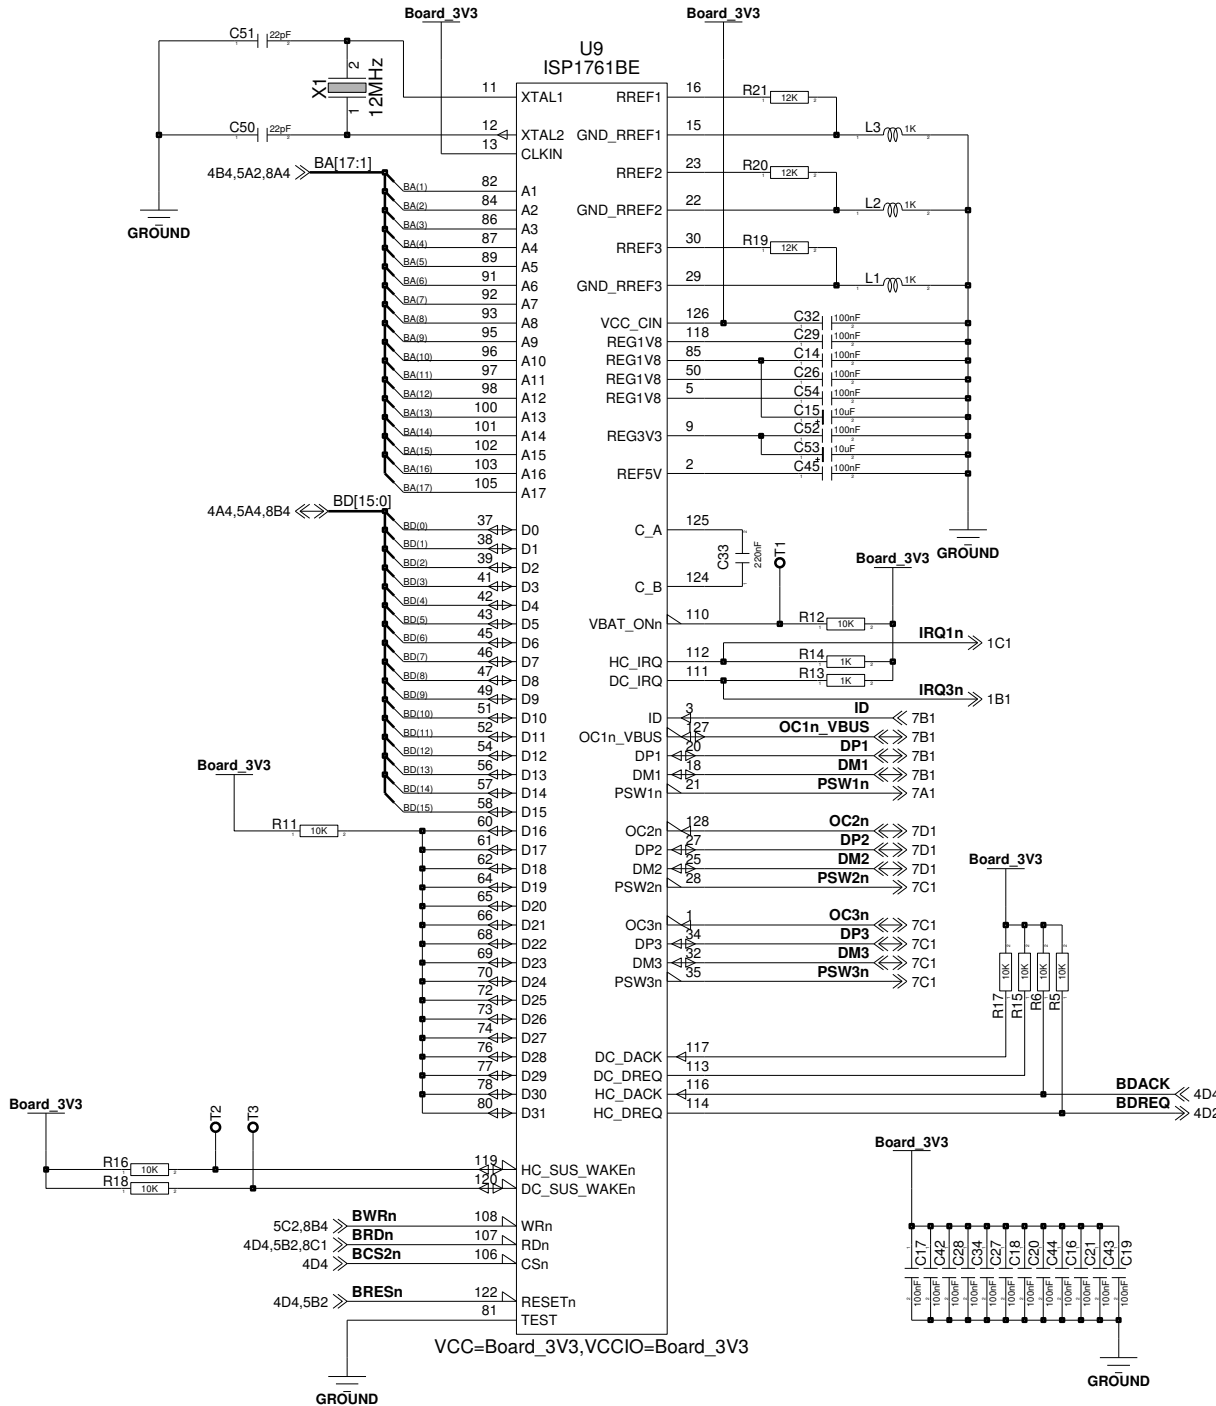 Board_3V3
Board_3V3
C51 22pF
U9
ISP1761BE
X1 12MHz
2
1
11 XTAL1
RREF1 16 R21 12K
C50 22pF
12 XTAL2
GND_RREF1 15 L3 1K
13 CLKIN
4B4,5A2,8A4 BA[17:1]
RREF2 23 R20 12K
BA(1) 82 A1
BA(2) 84 A2
GND_RREF2 22 L2 1K
GROUND
BA(3) 86 A3
BA(4) 87 A4
RREF3 30 R19 12K
BA(5) 89 A5
BA(6) 91 A6
GND_RREF3 29 L1 1K
BA(7) 92 A7
BA(8) 93 A8
VCC_CIN 126 C32 100nF
BA(9) 95 A9
REG1V8 118 C29 100nF
BA(10) 96 A10
REG1V8 85 C14 100nF
BA(11) 97 A11
REG1V8 50 C26 100nF
BA(12) 98 A12
REG1V8 5 C54 100nF
BA(13) 100 A13
C15 10uF
BA(14) 101 A14
REG3V3 9 C52 100nF
BA(15) 102 A15
C53 10uF
BA(16) 103 A16
REF5V 2 C45 100nF
BA(17) 105 A17
4A4,5A4,8B4 BD[15:0]
BD(0) 37 D0
C_A 125
GROUND
BD(1) 38 D1
C33 220nF
T1
Board_3V3
BD(2) 39 D2
BD(3) 41 D3
C_B 124
BD(4) 42 D4
BD(5) 43 D5
VBAT_ONn 110 R12 10K
BD(6) 45 D6
IRQ1n 1C1
BD(7) 46 D7
HC_IRQ 112 R14 1K
BD(8) 47 D8
DC_IRQ 111 R13 1K
BD(9) 49 D9
IRQ3n 1B1
BD(10) 51 D10
ID 3 ID 7B1
BD(11) 52 D11
OC1n_VBUS 127 OC1n_VBUS 7B1
BD(12) 54 D12
DP1 20 DP1 7B1
BD(13) 56 D13
DM1 18 DM1 7B1
BD(14) 57 D14
PSW1n 21 PSW1n 7A1
BD(15) 58 D15
Board_3V3
R11 10K
60 D16
OC2n 128 OC2n 7D1
61 D17
DP2 27 DP2 7D1
62 D18
DM2 25 DM2 7D1
64 D19
PSW2n 28 PSW2n 7C1
Board_3V3
65 D20
66 D21
OC3n 1 OC3n 7C1
68 D22
DP3 34 DP3 7C1
69 D23
DM3 32 DM3 7C1
70 D24
PSW3n 35 PSW3n 7C1
10K 10K 10K 10K
R17 R15 R6 R5
72 D25
73 D26
74 D27
76 D28
DC_DACK 117
77 D29
DC_DREQ 113
78 D30
HC_DACK 116 BDACK 4D4
80 D31
HC_DREQ 114 BDREQ 4D2
Board_3V3
T2 T3
R16 10K 119 HC_SUS_WAKEn
R18 10K 120 DC_SUS_WAKEn
5C2,8B4 BWRn 108 WRn
4D4,5B2,8C1 BRDn 107 RDn
4D4 BCS2n 106 CSn
4D4,5B2 BRESn 122 RESETn
81 TEST
Board_3V3
C17 C42 C28 C34 C27 C18 C20 C44 C16 C21 C43 C19
100nF 100nF 100nF 100nF 100nF 100nF 100nF 100nF 100nF 100nF 100nF 100nF
VCC=Board_3V3,VCCIO=Board_3V3
GROUND
GROUND